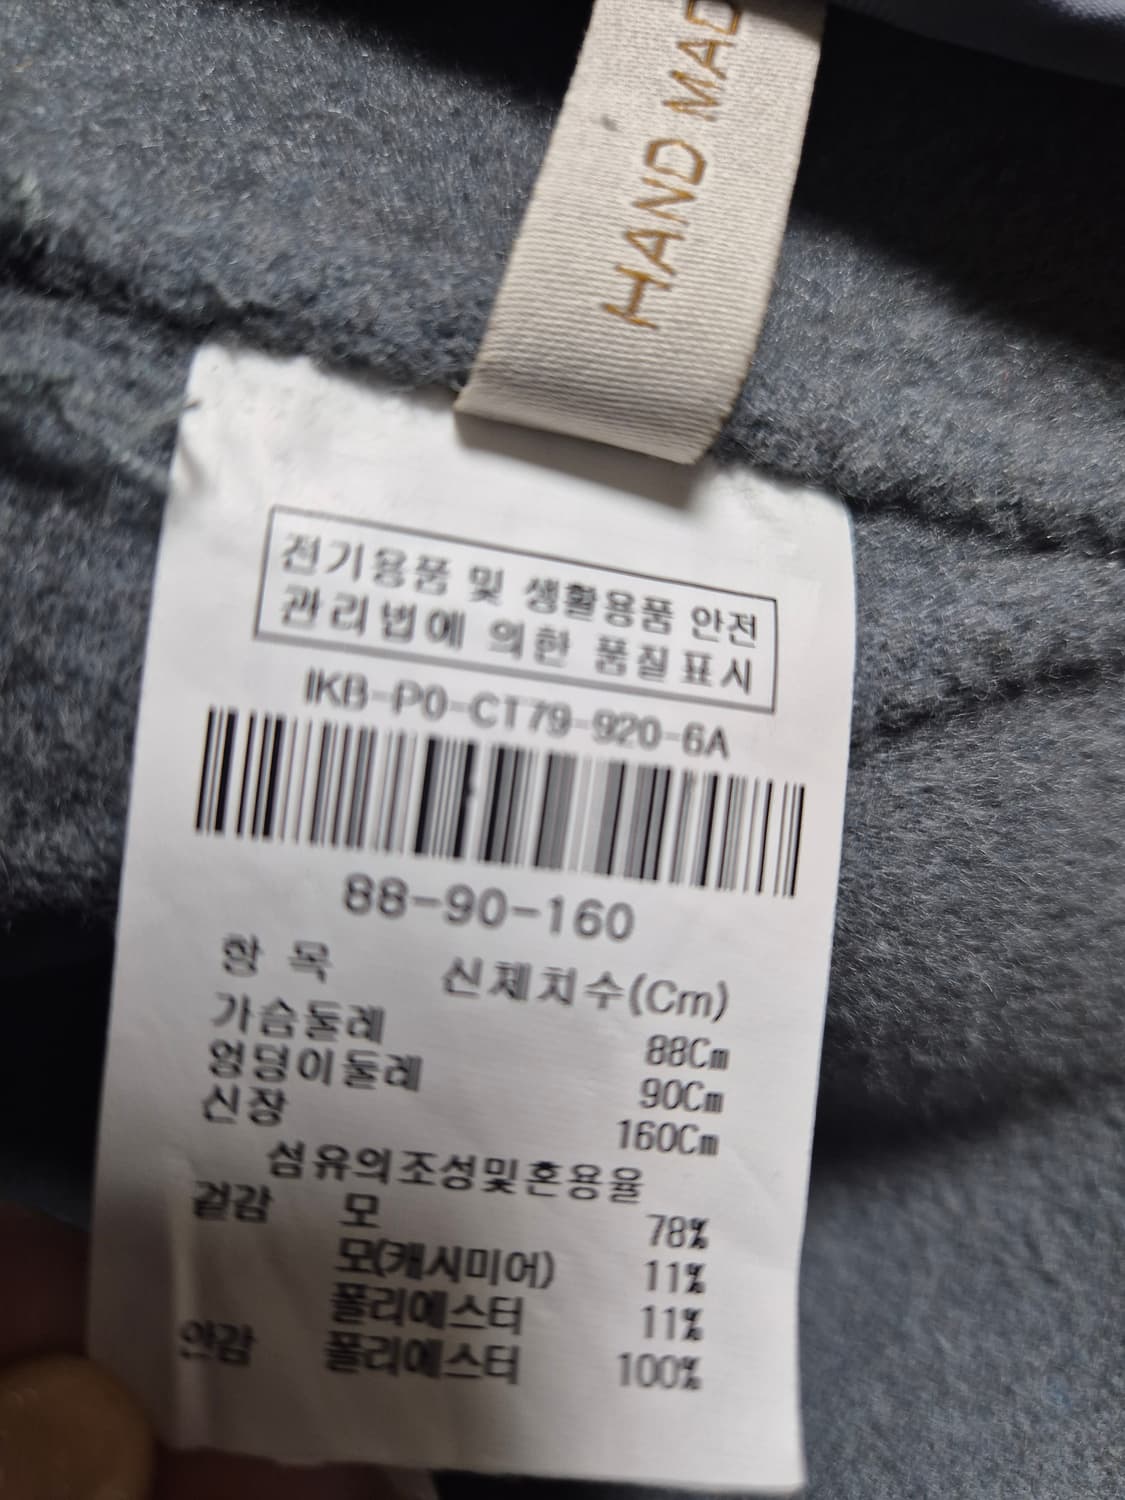 HAND MAD
전기용품 및 생활용품 안전
관리법에 의한 품질표시
IKB-P0-CT79-920-6A
88-90-160
항 목 신체치수(Cm)
가슴둘레 88Cm
엉덩이둘레 90Cm
신장 160Cm
섬유의조성및혼용율
겉감 모 78%
모(캐시미어) 11%
폴리에스터 11%
안감 폴리에스터 100%